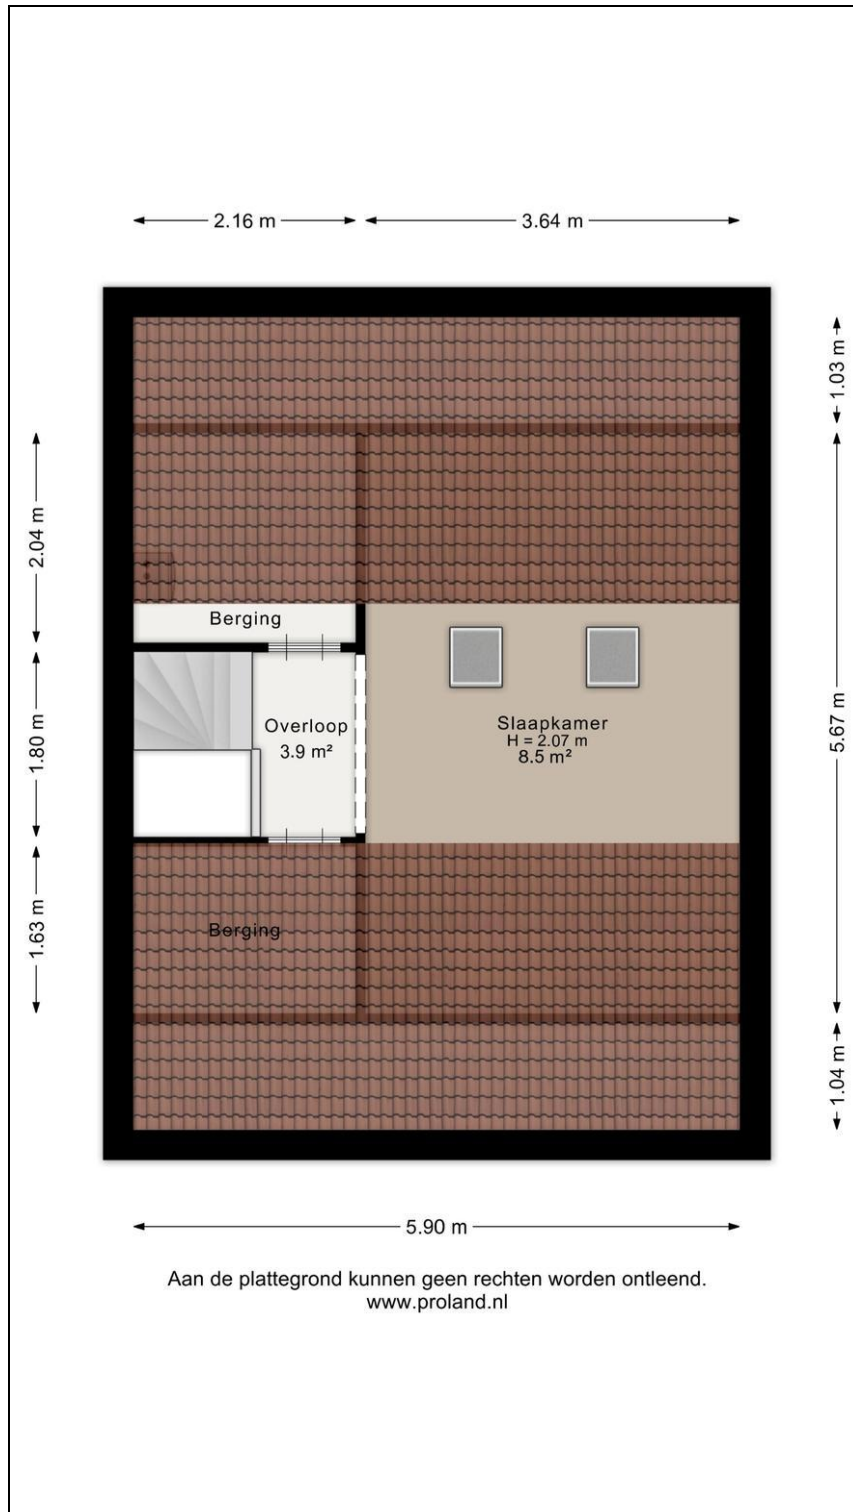 2.16 m
3.64 m
1.03 m
2.04 m
Berging
1.80 m
Overloop
3.9 m²
Slaapkamer
H = 2.07 m
8.5 m²
5.67 m
1.63 m
Berging
1.04 m
5.90 m
Aan de plattegrond kunnen geen rechten worden ontleend.
www.proland.nl